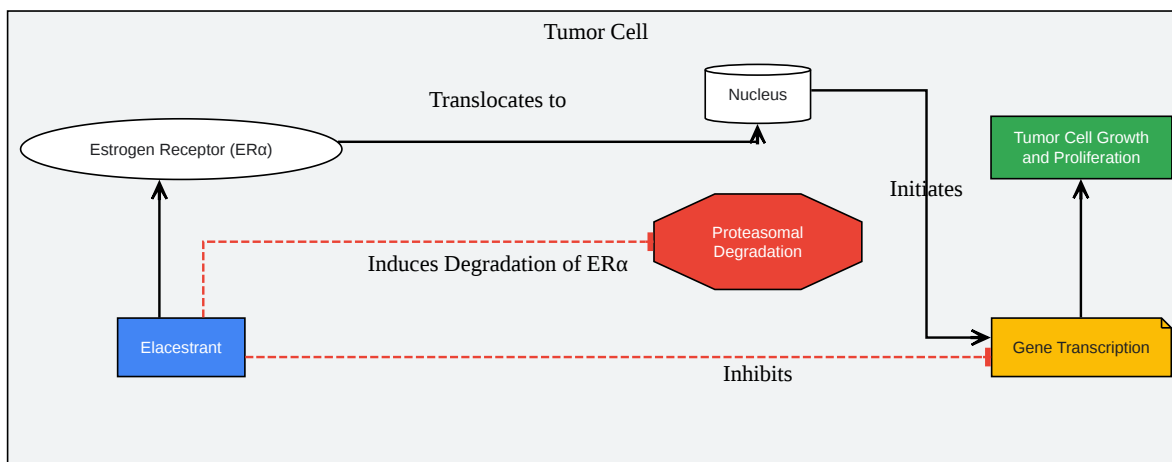 Tumor Cell
Nucleus
Translocates to
Estrogen Receptor (ERα)
Tumor Cell Growth
and Proliferation
Initiates
Proteasomal
Degradation
Induces Degradation of ERα
Elacestrant
Gene Transcription
Inhibits